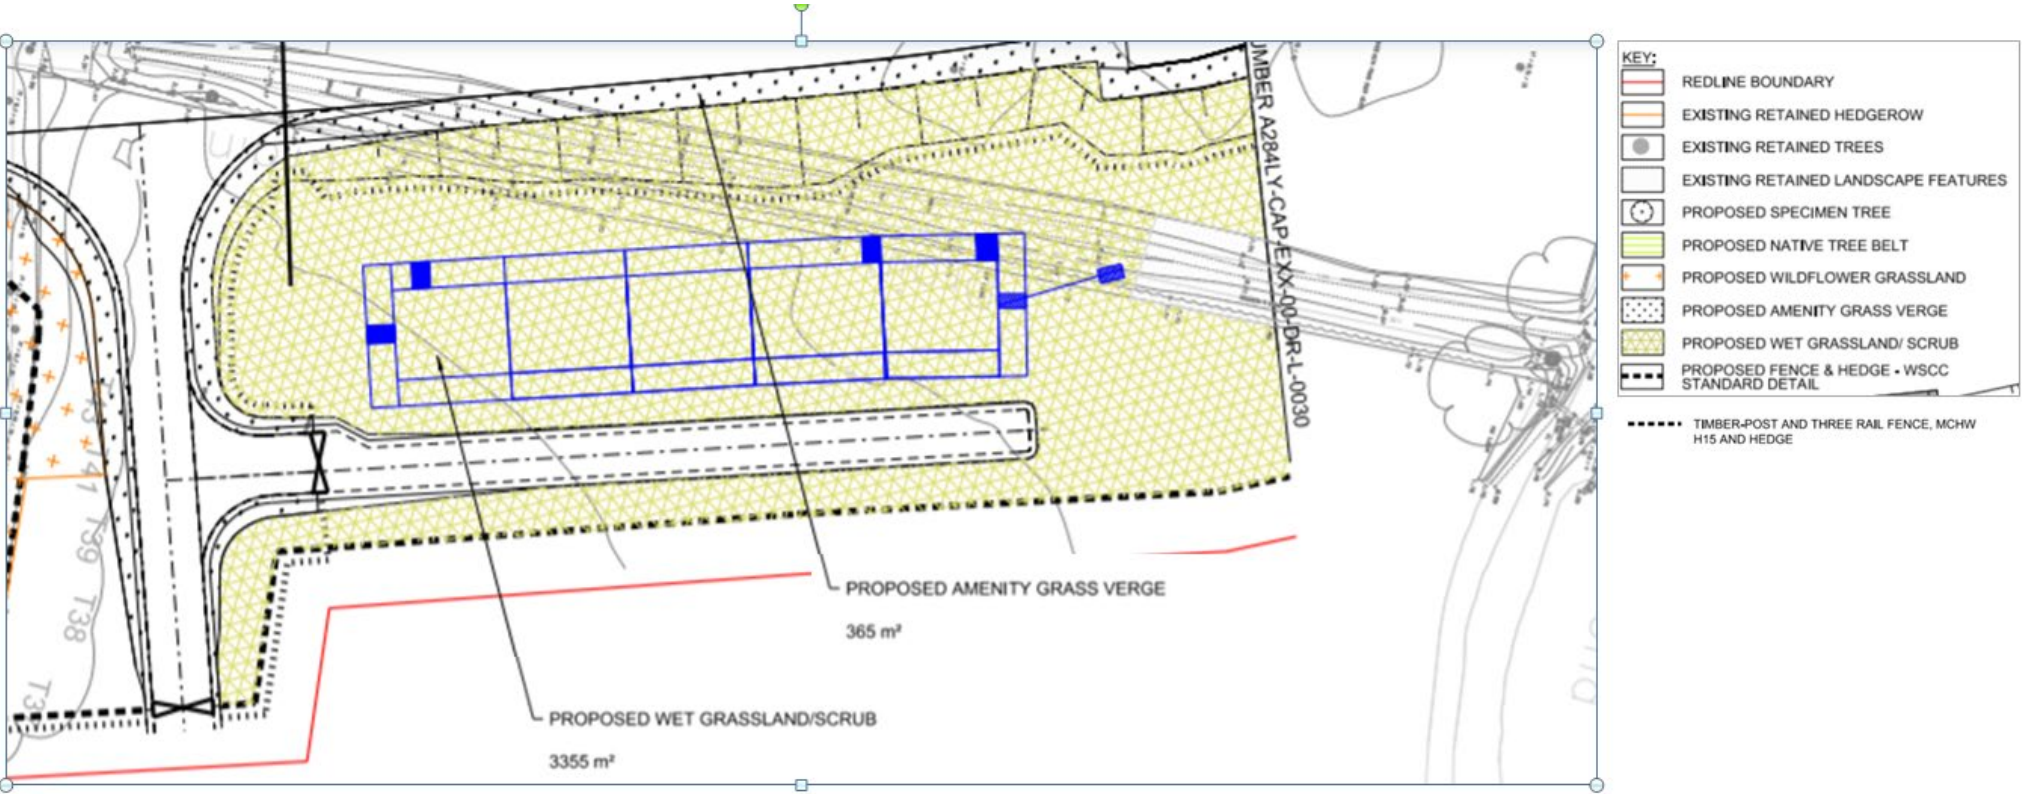 KEY:
REDLINE BOUNDARY
EXISTING RETAINED HEDGEROW
EXISTING RETAINED TREES
EXISTING RETAINED LANDSCAPE FEATURES
PROPOSED SPECIMEN TREE
PROPOSED NATIVE TREE BELT
PROPOSED WILDFLOWER GRASSLAND
PROPOSED AMENITY GRASS VERGE
PROPOSED WET GRASSLAND/ SCRUB
PROPOSED FENCE & HEDGE - WSCC
STANDARD DETAIL
TIMBER-POST AND THREE RAIL FENCE, MCHW
H15 AND HEDGE
UMBER A284LY-CAP-EXX-00-DR-L-0030
T41
T39
T38
T3
PROPOSED AMENITY GRASS VERGE
365 m²
PROPOSED WET GRASSLAND/SCRUB
3355 m²